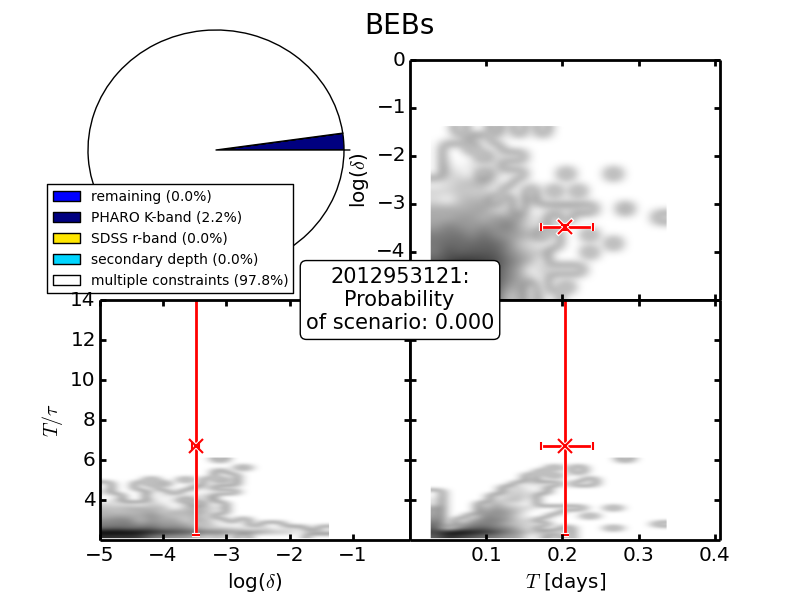 BEBs
0
−1
−2
−3
−4
log(δ)
remaining (0.0%)
PHARO K-band (2.2%)
SDSS r-band (0.0%)
secondary depth (0.0%)
multiple constraints (97.8%)
2012953121:
Probability
of scenario: 0.000
14
12
10
8
6
4
T/τ
−5 −4 −3 −2 −1
log(δ)
0.1 0.2 0.3 0.4
T [days]